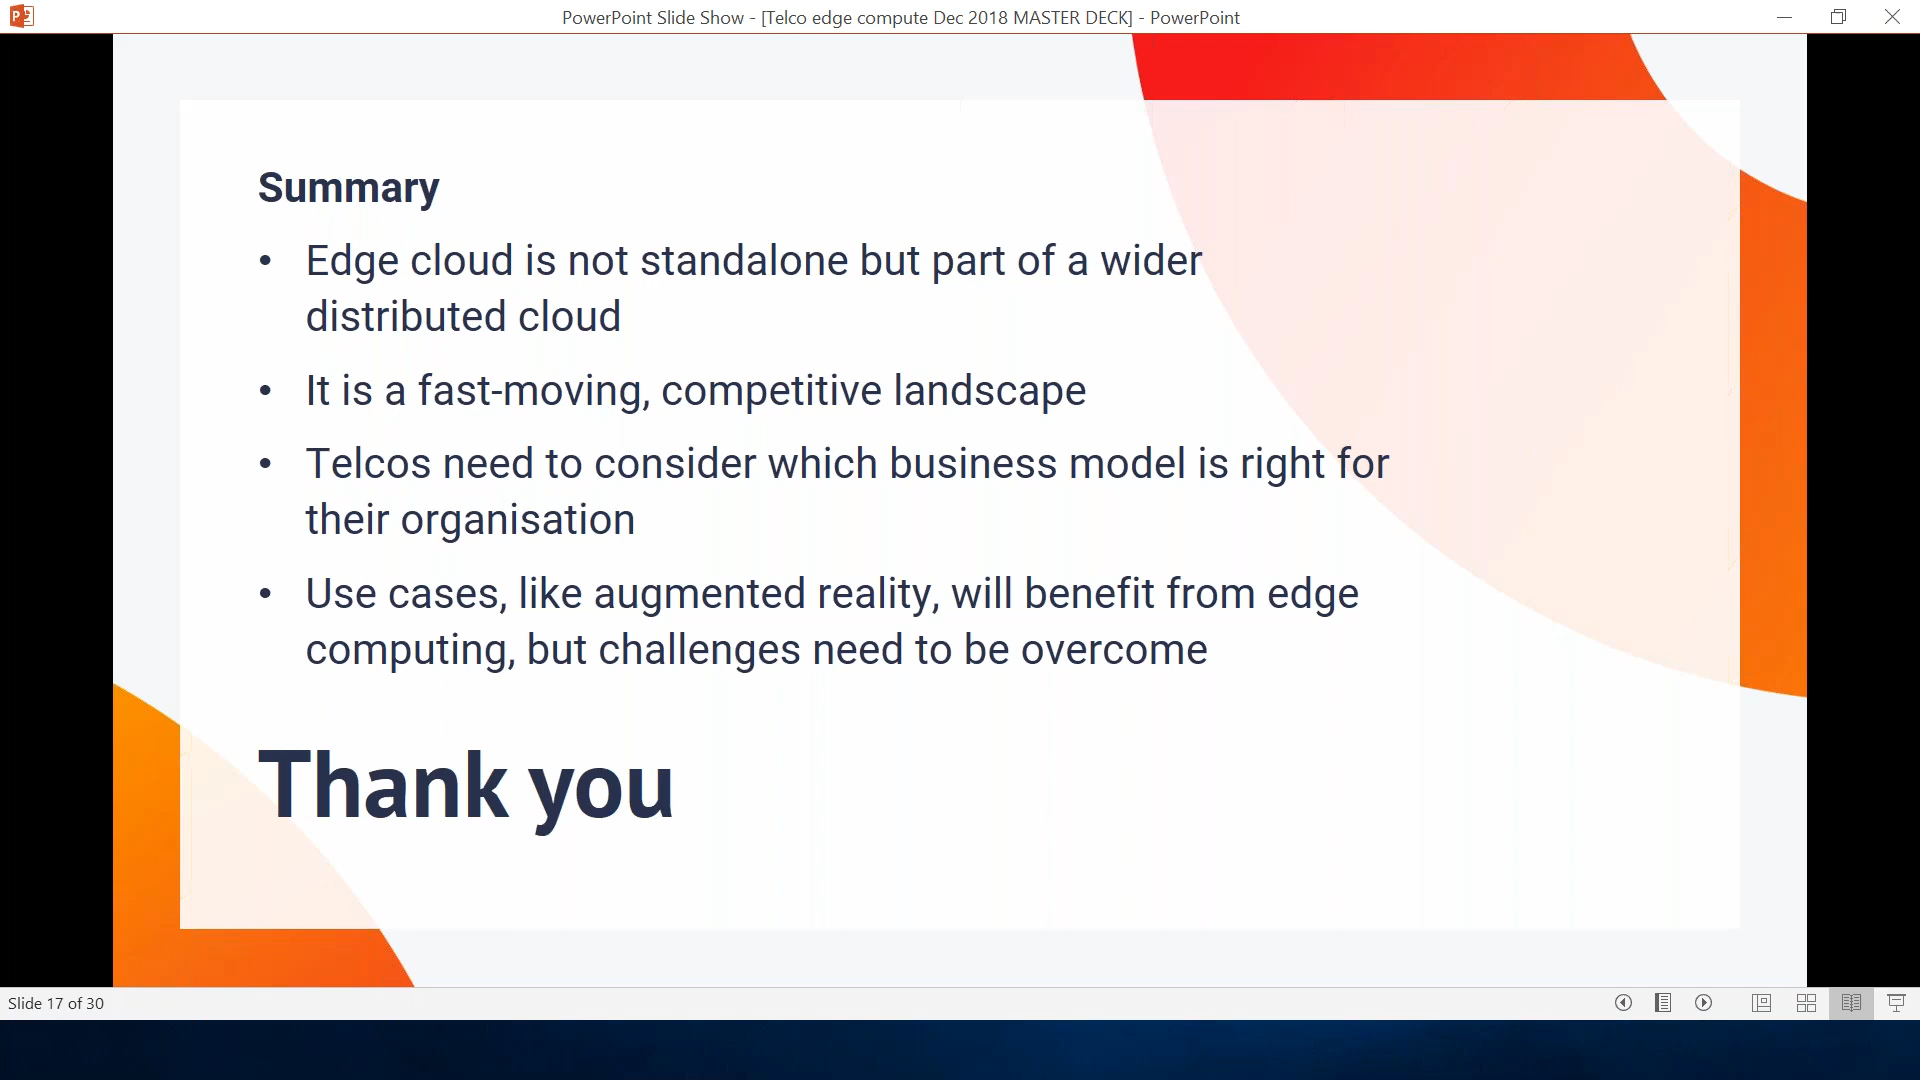 PowerPoint Slide Show - [Telco edge compute Dec 2018 MASTER DECK] - PowerPoint
Summary
• Edge cloud is not standalone but part of a wider
distributed cloud
• It is a fast-moving, competitive landscape
• Telcos need to consider which business model is right for
their organisation
• Use cases, like augmented reality, will benefit from edge
computing, but challenges need to be overcome
Thank you
Slide 17 of 30